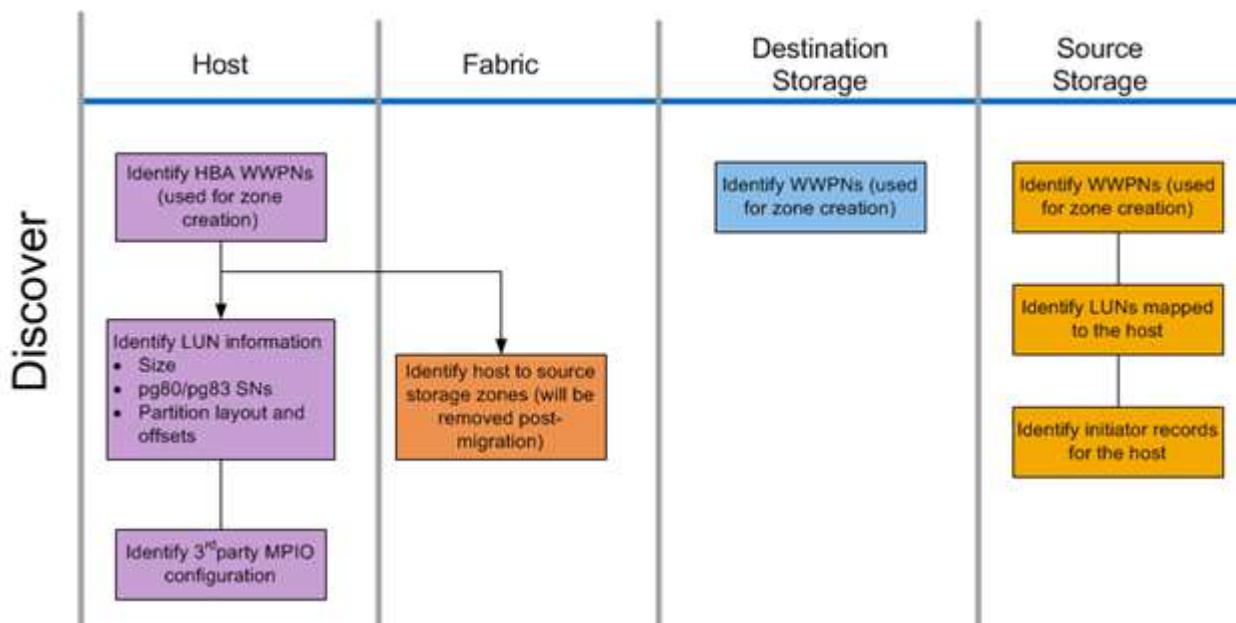 Host
Fabric
Destination
Storage
Source
Storage
Discover
Identify HBA WWPNs
(used for zone
creation)
Identify LUN information
• Size
• pg80/pg83 SNs
• Partition layout and
offsets
Identify 3rd party MPIO
configuration
Identify host to source
storage zones (will be
removed post-
migration)
Identify WWPNs (used
for zone creation)
Identify WWPNs (used
for zone creation)
Identify LUNs mapped
to the host
Identify initiator records
for the host